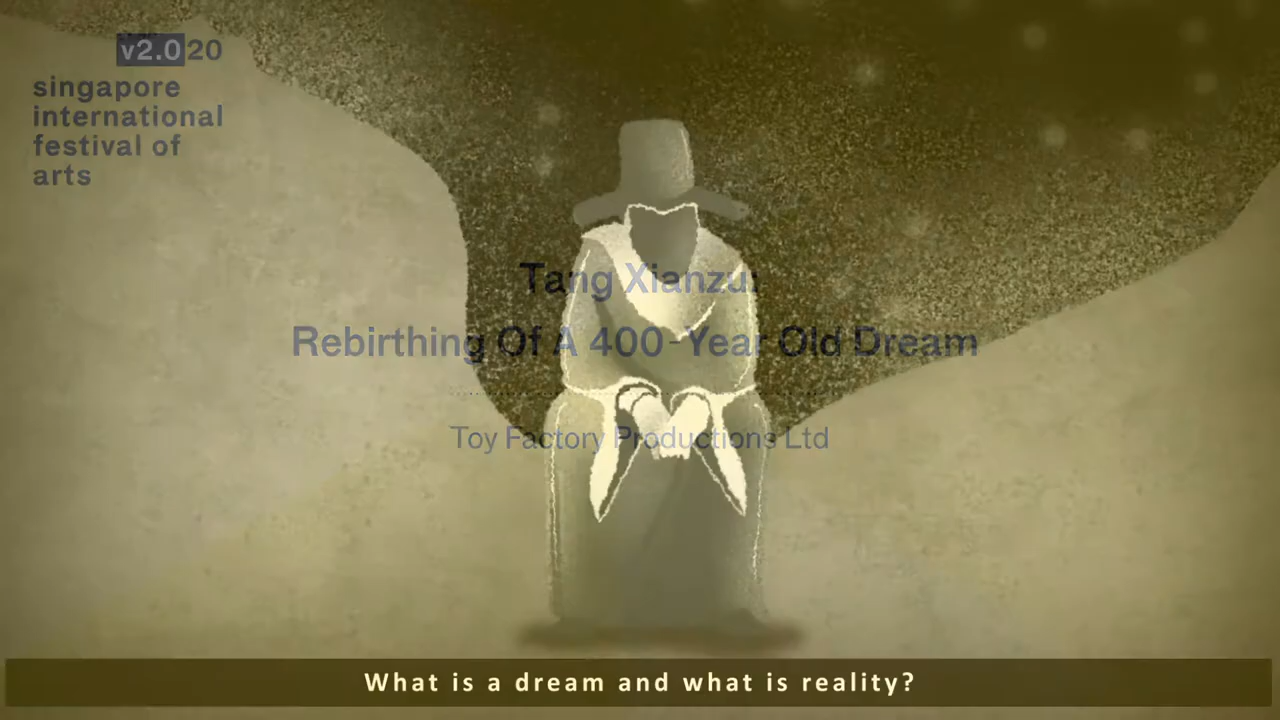 v2.020
singapore
international
festival of
arts
Tang Xianzu:
Rebirthing Of A 400-Year Old Dream
Toy Factory Productions Ltd
What is a dream and what is reality?